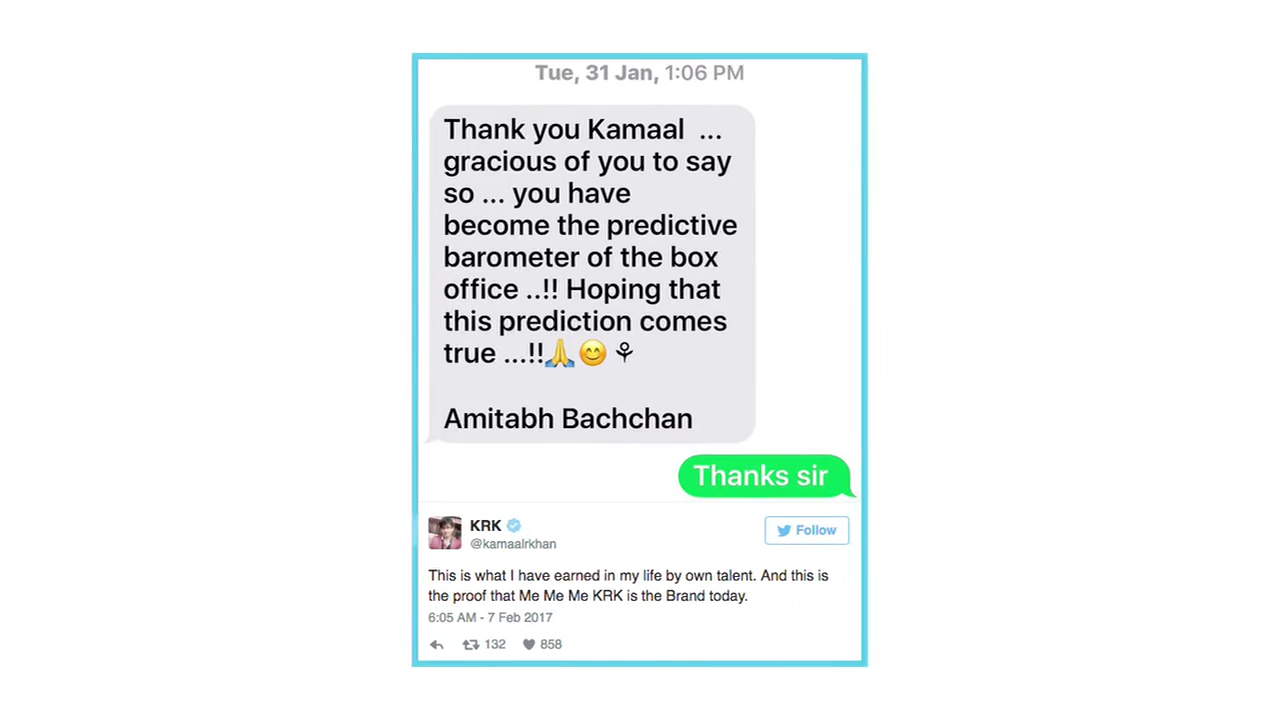 Tue, 31 Jan, 1:06 PM
Thank you Kamaal ...
gracious of you to say
so ... you have
become the predictive
barometer of the box
office ..!! Hoping that
this prediction comes
true ...!!🙏😊⚘
Amitabh Bachchan
Thanks sir
KRK
Follow
@kamaalrkhan
This is what I have earned in my life by own talent. And this is
the proof that Me Me Me KRK is the Brand today.
6:05 AM - 7 Feb 2017
132 858